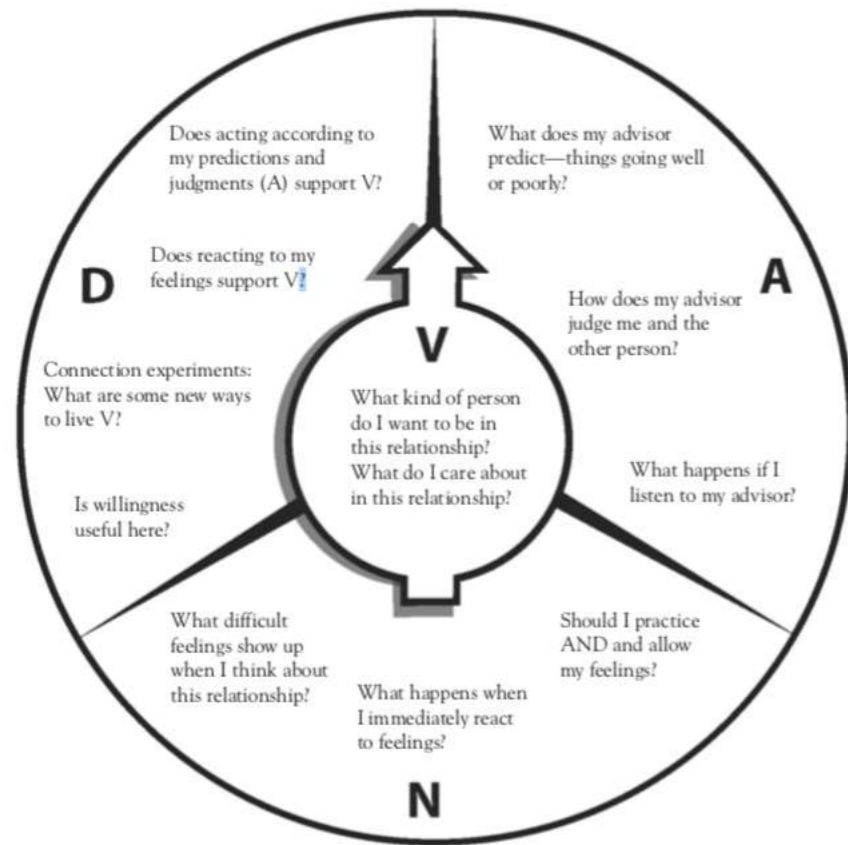 Does acting according to
my predictions and
judgments (A) support V?
What does my advisor
predict—things going well
or poorly?
Does reacting to my
feelings support V?
D
A
How does my advisor
judge me and the
other person?
V
Connection experiments:
What are some new ways
to live V?
What kind of person
do I want to be in
this relationship?
What do I care about
in this relationship?
What happens if I
listen to my advisor?
Is willingness
useful here?
What difficult
feelings show up
when I think about
this relationship?
Should I practice
AND and allow
my feelings?
What happens when
I immediately react
to feelings?
N